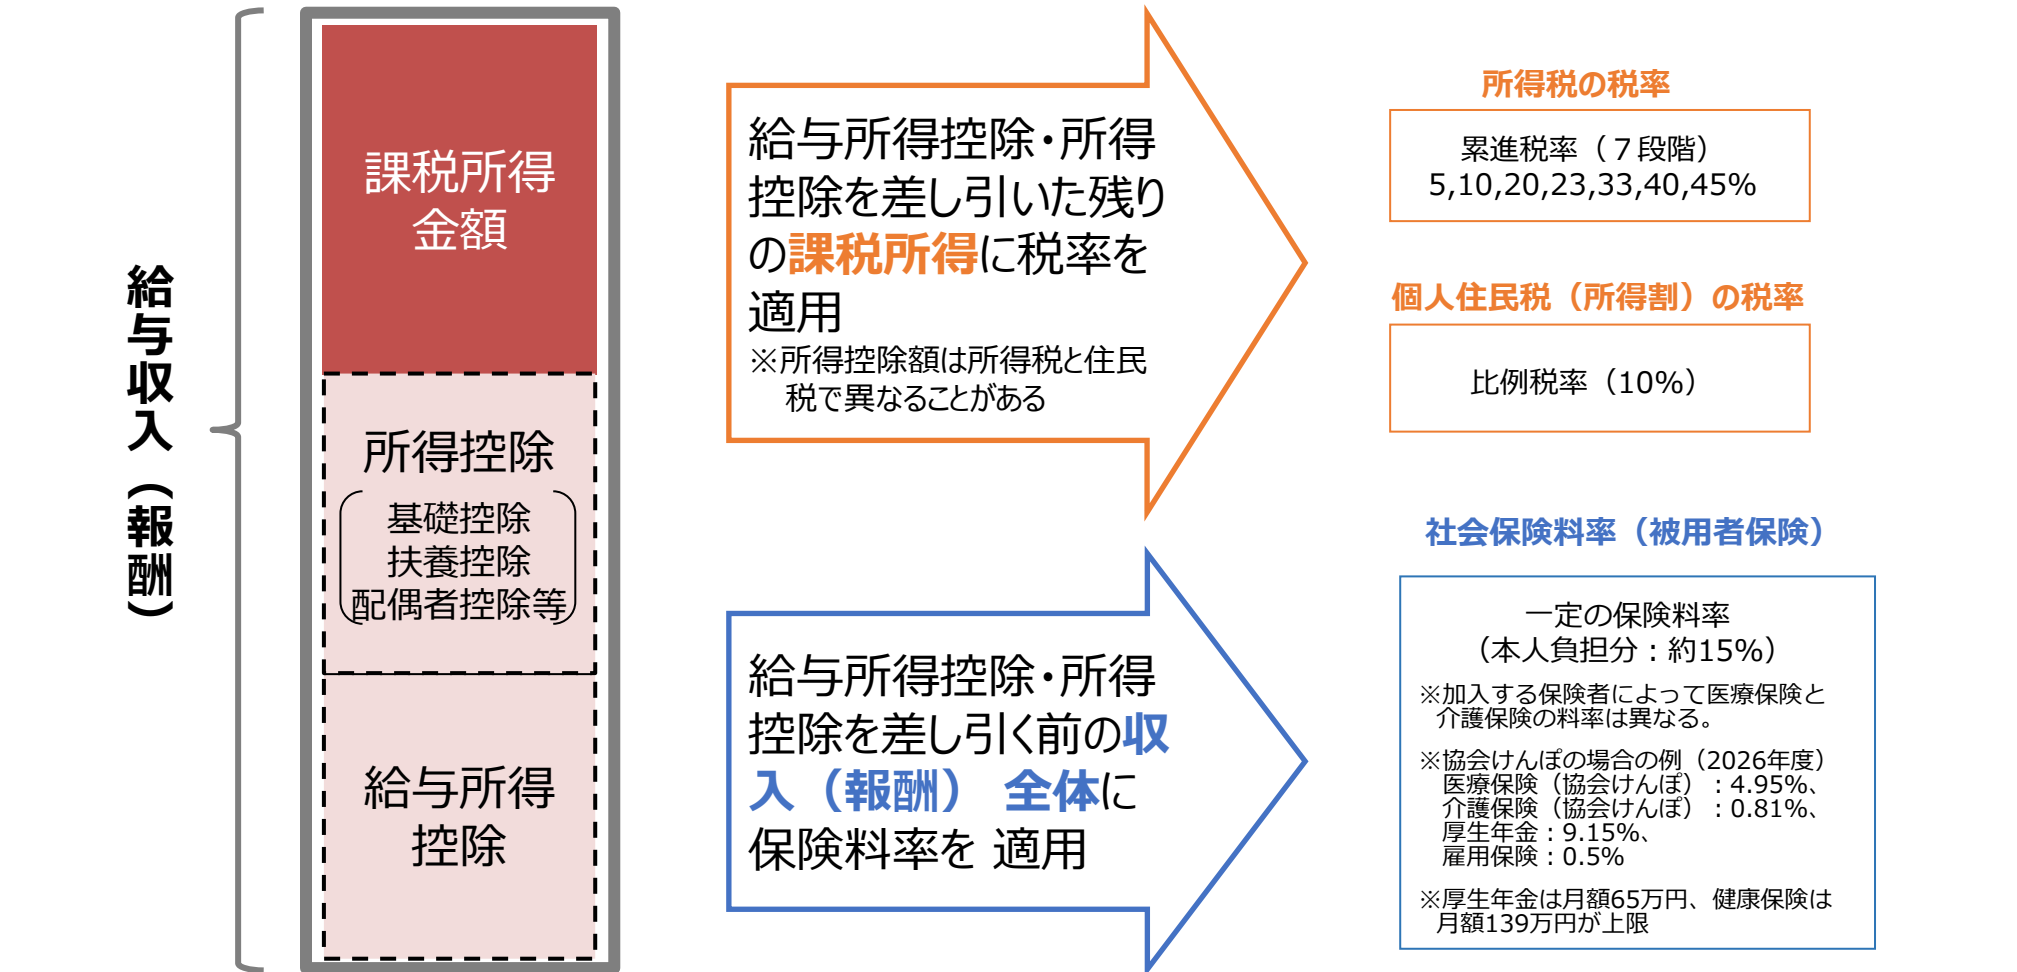 給与収入（報酬）
課税所得
金額
所得控除
基礎控除
扶養控除
配偶者控除等
給与所得
控除
給与所得控除・所得
控除を差し引いた残り
の課税所得に税率を
適用
※所得控除額は所得税と住民
税で異なることがある
給与所得控除・所得
控除を差し引く前の収
入（報酬） 全体に
保険料率を 適用
所得税の税率
累進税率（７段階）
5,10,20,23,33,40,45%
個人住民税（所得割）の税率
比例税率（10%）
社会保険料率（被用者保険）
一定の保険料率
（本人負担分：約15%）
※加入する保険者によって医療保険と
介護保険の料率は異なる。
※協会けんぽの場合の例（2026年度）
医療保険（協会けんぽ）：4.95%、
介護保険（協会けんぽ）：0.81%、
厚生年金：9.15%、
雇用保険：0.5%
※厚生年金は月額65万円、健康保険は
月額139万円が上限